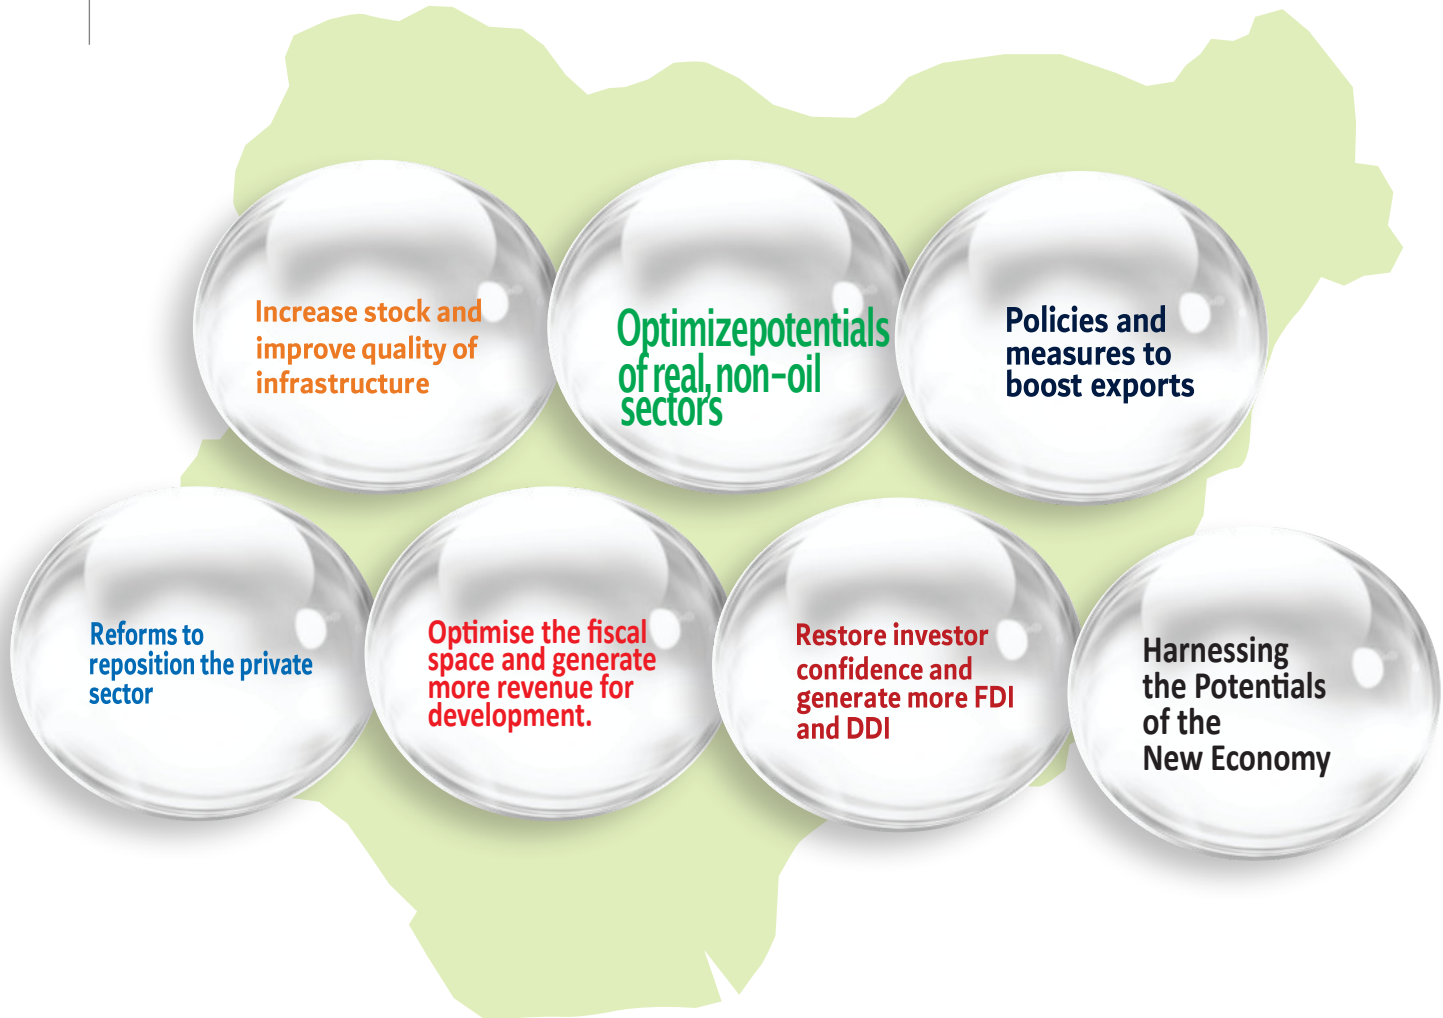 Increase stock and
improve quality of
infrastructure
Optimizepotentials
of real, non-oil
sectors
Policies and
measures to
boost exports
Reforms to
reposition the private
sector
Optimise the fiscal
space and generate
more revenue for
development.
Restore investor
confidence and
generate more FDI
and DDI
Harnessing
the Potentials
of the
New Economy